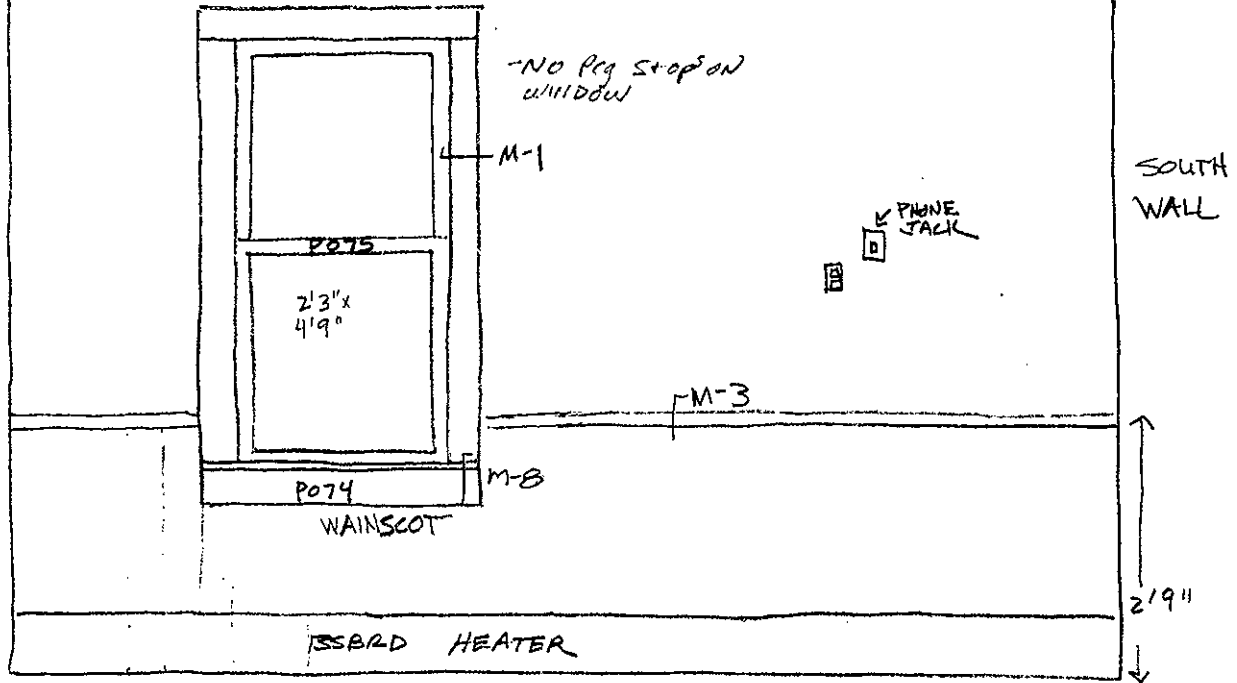 -NO Peg Stops ON
WINDOW
M-1
SOUTH
WALL
PHONE
JACK
P075
2'3"x
4'9"
M-3
M-8
P074
WAINSCOT
2'9"
BSBRD HEATER